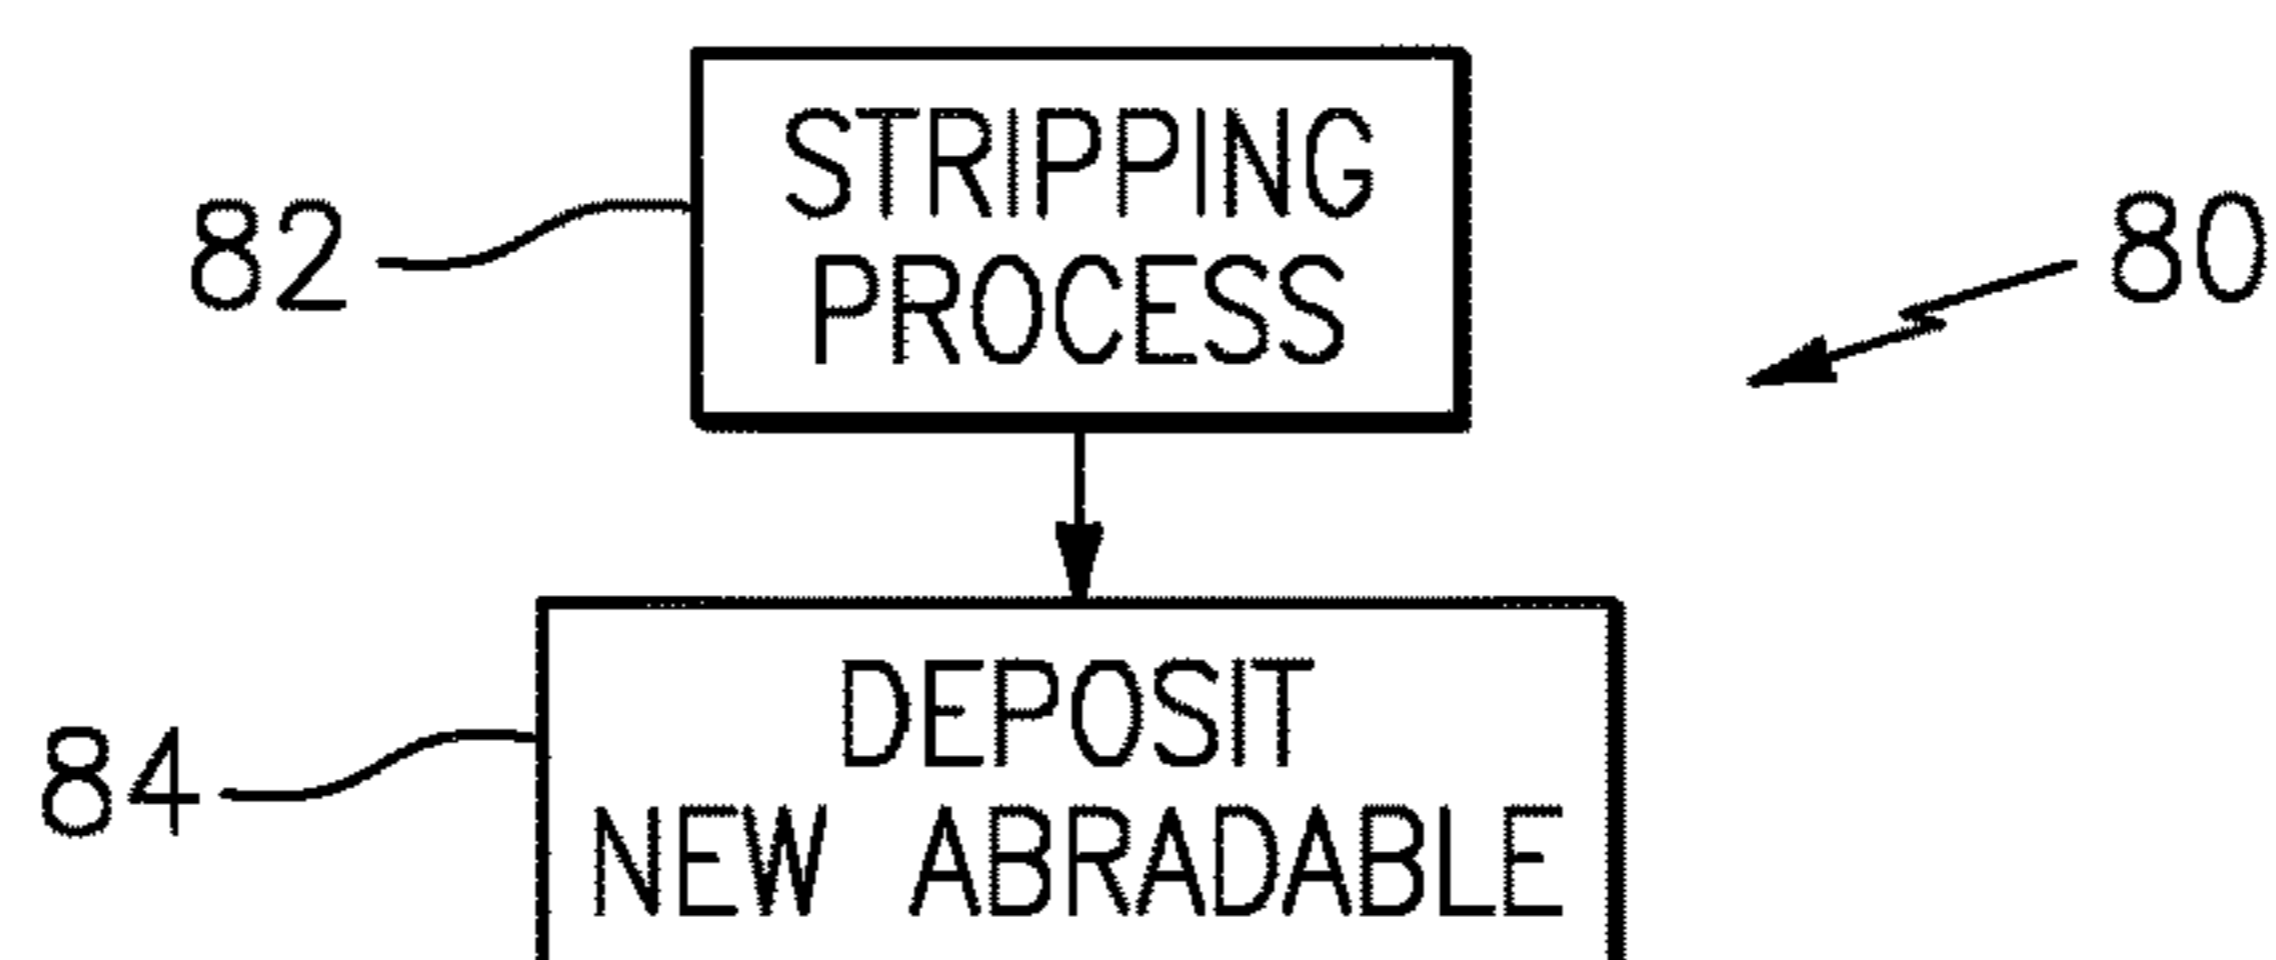 STRIPPING
PROCESS
82
80
DEPOSIT
NEW ABRADABLE
84